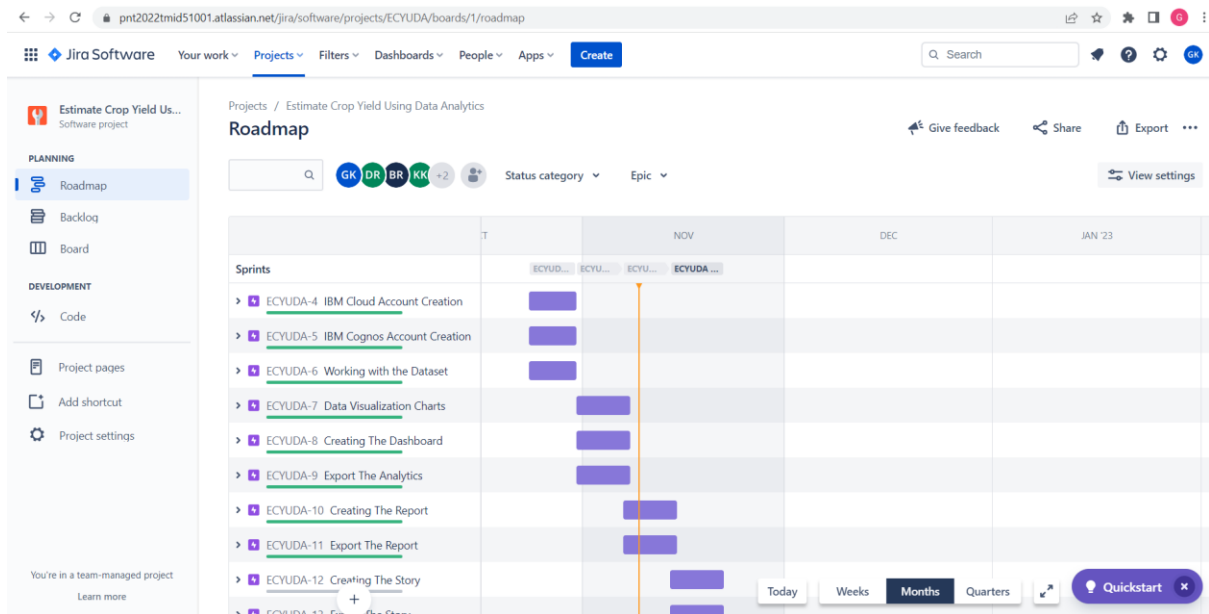 pnt2022tmid51001.atlassian.net/jira/software/projects/ECYUDA/boards/1/roadmap
G
Jira Software Your work Projects Filters Dashboards People Apps Create Search GK
Estimate Crop Yield Us...
Software project
PLANNING
Roadmap
Backlog
Board
DEVELOPMENT
Code
Project pages
Add shortcut
Project settings
You're in a team-managed project
Learn more
Projects / Estimate Crop Yield Using Data Analytics
Roadmap
Give feedback Share Export
GK DR BR KK +2 Status category Epic View settings
NOV DEC JAN '23
Sprints ECYUD... ECYU... ECYU... ECYUDA ...
ECYUDA-4 IBM Cloud Account Creation
ECYUDA-5 IBM Cognos Account Creation
ECYUDA-6 Working with the Dataset
ECYUDA-7 Data Visualization Charts
ECYUDA-8 Creating The Dashboard
ECYUDA-9 Export The Analytics
ECYUDA-10 Creating The Report
ECYUDA-11 Export The Report
ECYUDA-12 Creating The Story
Today Weeks Months Quarters Quickstart